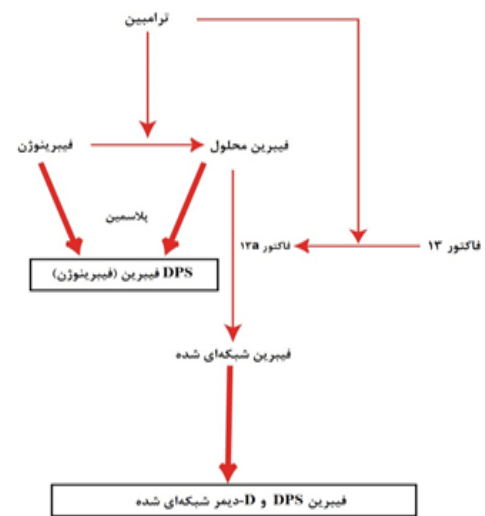 ترامبین
فیبرینوژن
فیبرین محلول
پلاسمین
فاکتور ۱۳a
فاکتور ۱۳
DPS فیبرین (فیبرینوژن)
فیبرین شبکه‌ای شده
فیبرین DPS و D-دیمر شبکه‌ای شده